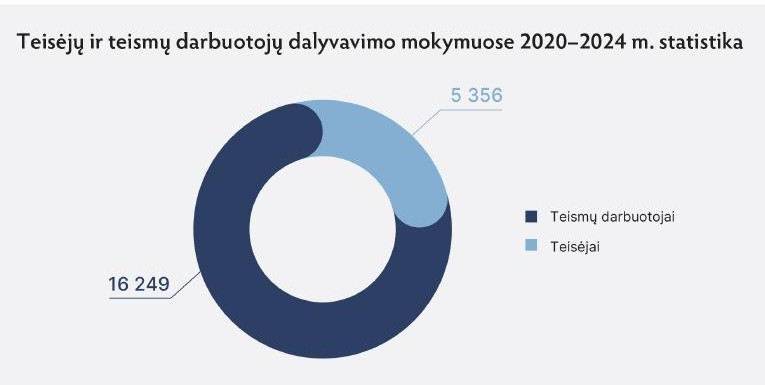 Teisėjų ir teismų darbuotojų dalyvavimo mokymuose 2020–2024 m. statistika
5 356
Teismų darbuotojai
Teisėjai
16 249